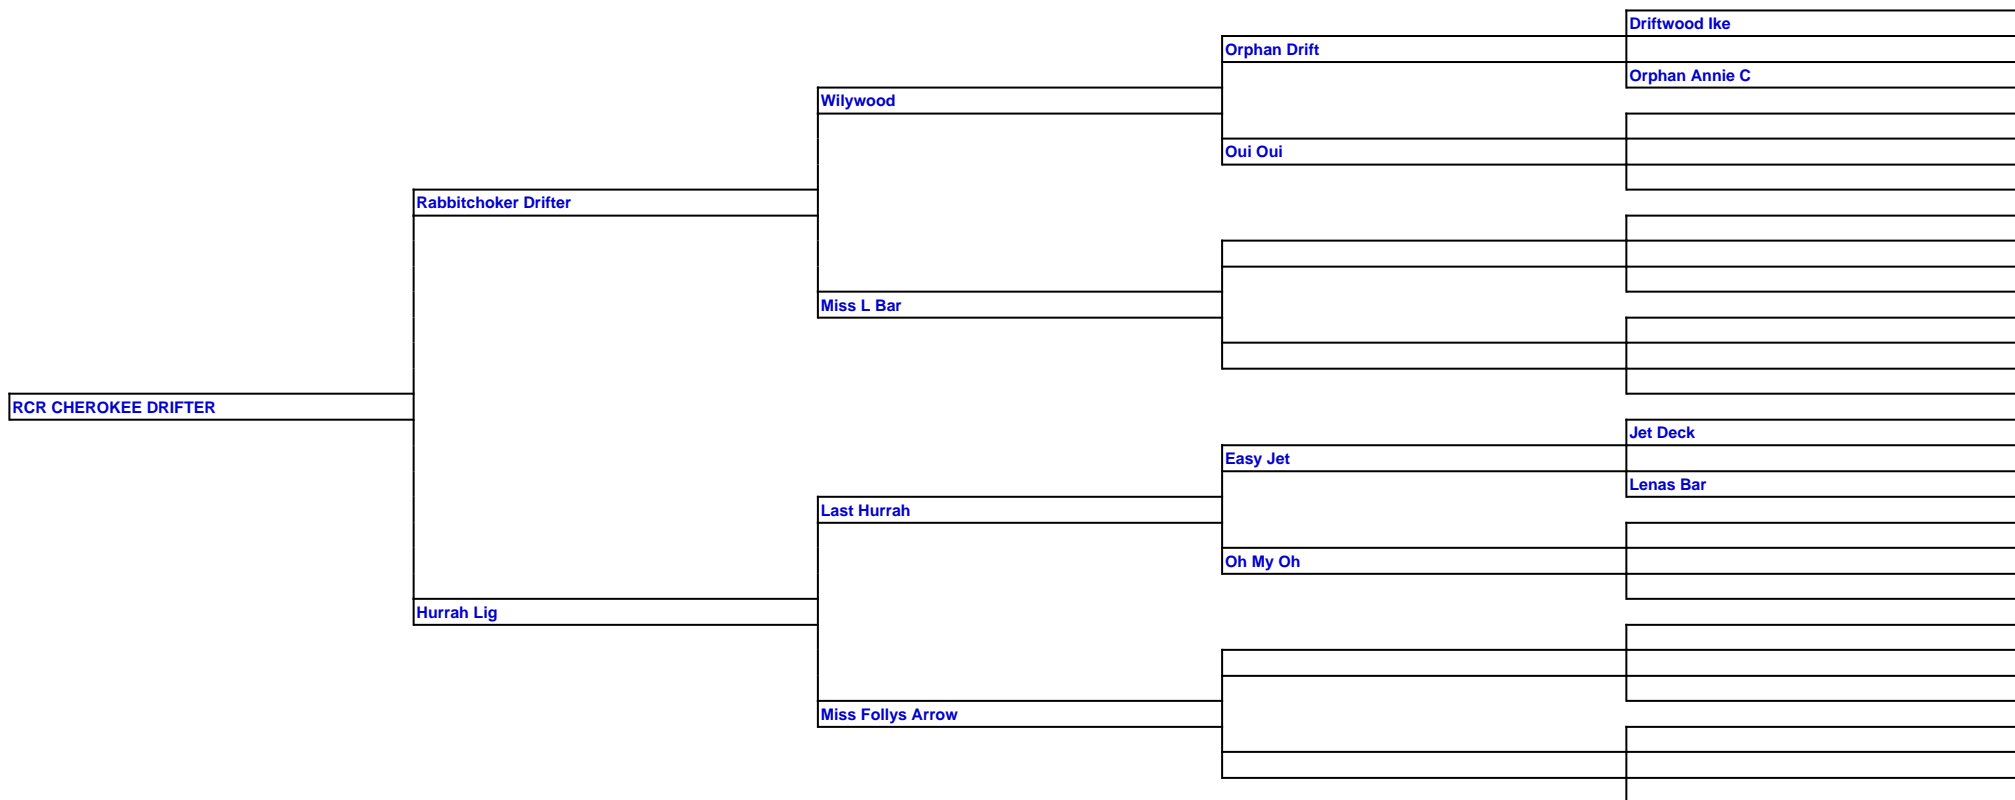 Driftwood Ike
Orphan Drift
Orphan Annie C
Wilywood
Oui Oui
Rabbitchoker Drifter
Miss L Bar
RCR CHEROKEE DRIFTER
Jet Deck
Easy Jet
Lenas Bar
Last Hurrah
Oh My Oh
Hurrah Lig
Miss Follys Arrow